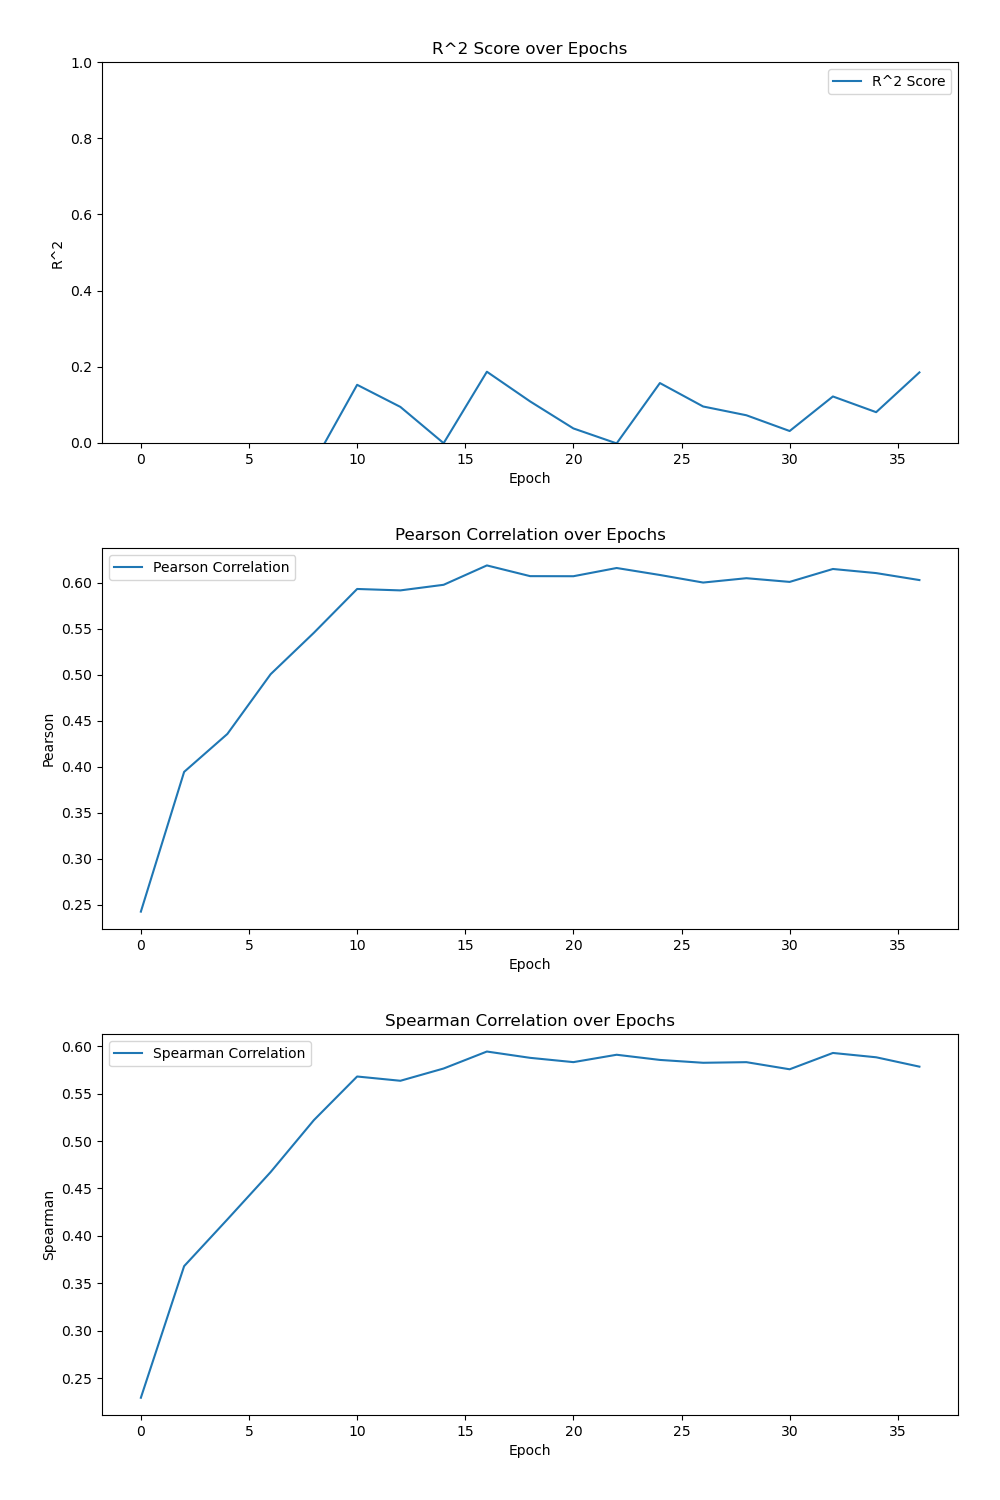 R^2 Score over Epochs
R^2 Score
1.0
0.8
0.6
0.4
0.2
0.0
R^2
0 5 10 15 20 25 30 35
Epoch
Pearson Correlation over Epochs
Pearson Correlation
0.60
0.55
0.50
0.45
0.40
0.35
0.30
0.25
Pearson
0 5 10 15 20 25 30 35
Epoch
Spearman Correlation over Epochs
Spearman Correlation
0.60
0.55
0.50
0.45
0.40
0.35
0.30
0.25
Spearman
0 5 10 15 20 25 30 35
Epoch